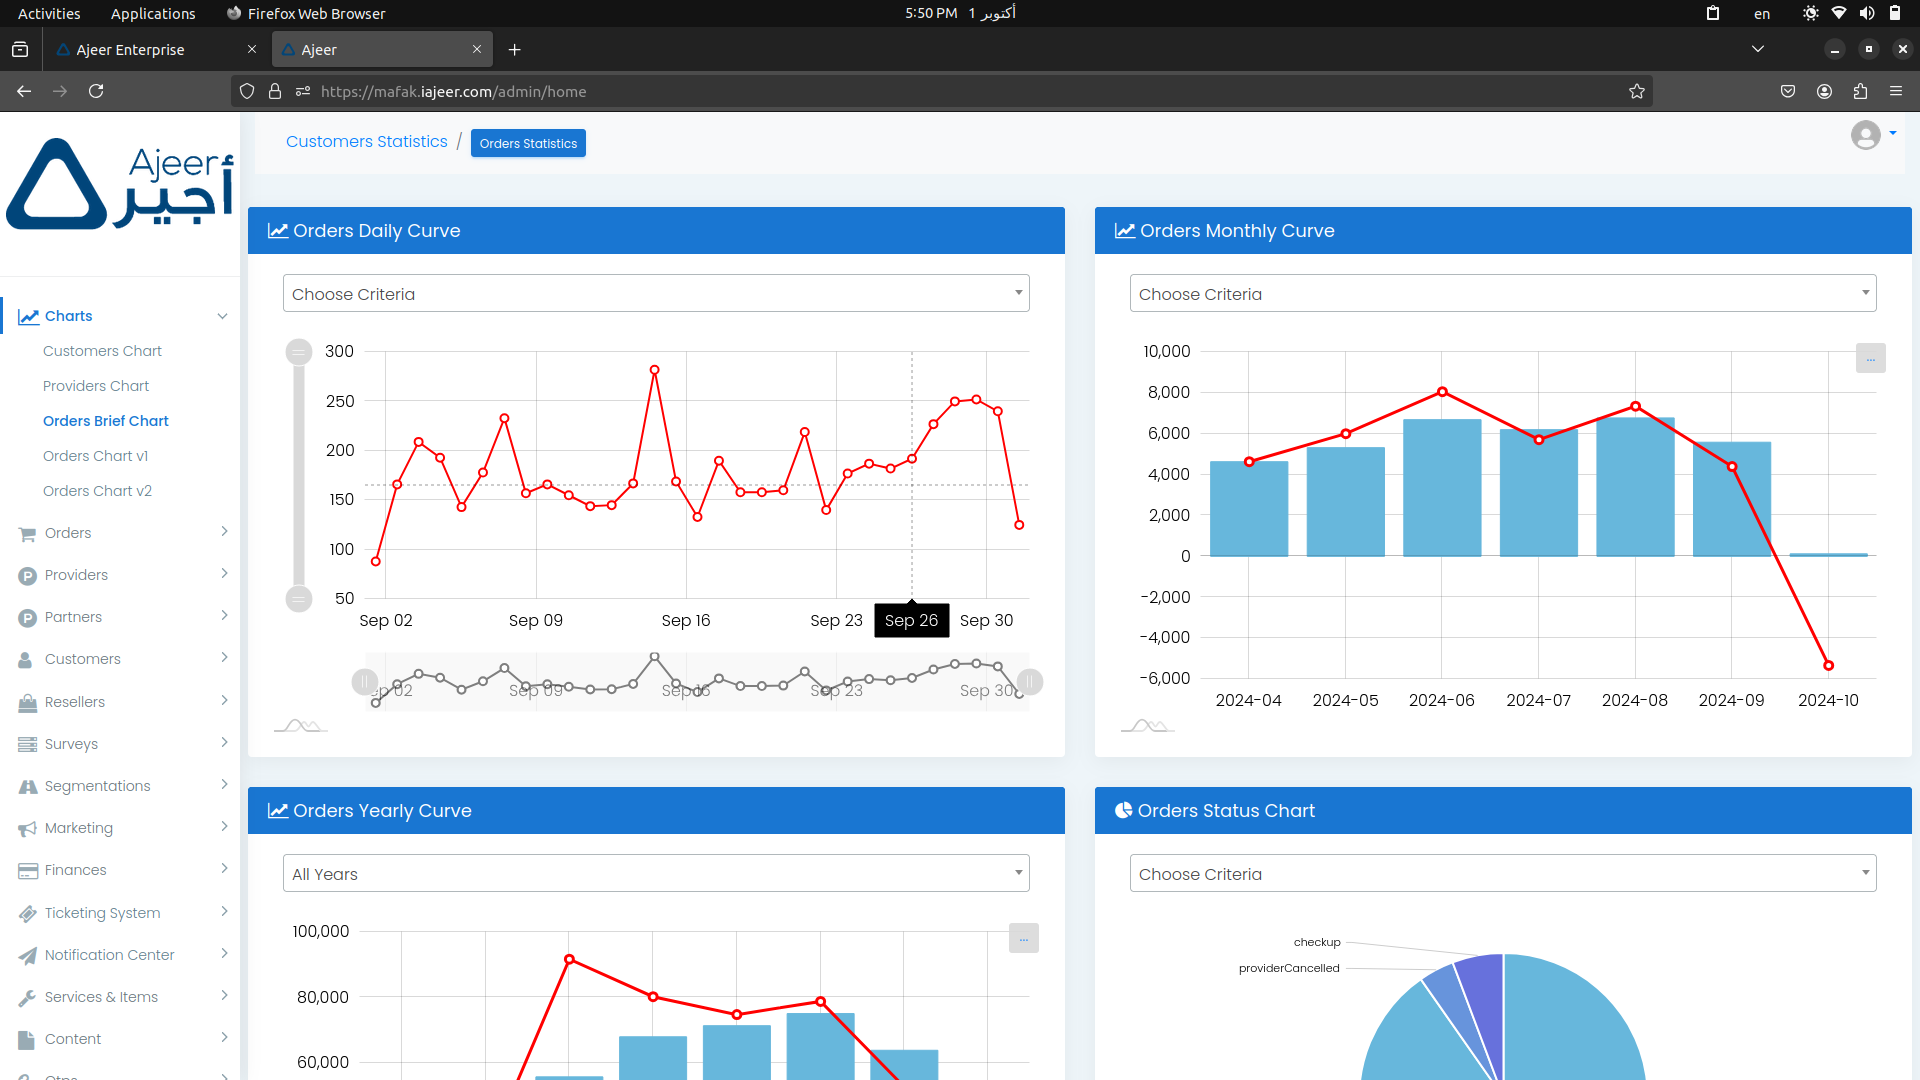 Activities Applications Firefox Web Browser 5:50 PM 1 أكتوبر en
Ajeer Enterprise Ajeer
https://mafak.iajeer.com/admin/home
Ajeer
أجير
Customers Statistics / Orders Statistics
Charts
Customers Chart
Providers Chart
Orders Brief Chart
Orders Chart v1
Orders Chart v2
Orders
Providers
Partners
Customers
Resellers
Surveys
Segmentations
Marketing
Finances
Ticketing System
Notification Center
Services & Items
Content
Orders Daily Curve
Choose Criteria
300
250
200
150
100
50
Sep 02 Sep 09 Sep 16 Sep 23 Sep 26 Sep 30
Sep 02 Sep 09 Sep 16 Sep 23 Sep 30
Orders Monthly Curve
Choose Criteria
...
10,000
8,000
6,000
4,000
2,000
0
-2,000
-4,000
-6,000
2024-04 2024-05 2024-06 2024-07 2024-08 2024-09 2024-10
Orders Yearly Curve
All Years
...
100,000
80,000
60,000
Orders Status Chart
Choose Criteria
checkup
providerCancelled